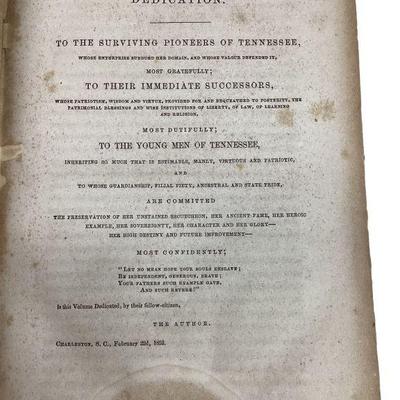 DEDICATION.
TO THE SURVIVING PIONEERS OF TENNESSEE,
WHOSE ENTERPRISE SUBDUED HER DOMAIN, AND WHOSE VALOUR DEFENDED IT;
MOST GRATEFULLY;
TO THEIR IMMEDIATE SUCCESSORS,
WHOSE PATRIOTISM, WISDOM AND VIRTUE, PROVIDED FOR AND BEQUEATHED TO POSTERITY, THE
PATRIMONIAL BLESSINGS AND WISE INSTITUTIONS OF LIBERTY, OF LAW, OF LEARNING
AND RELIGION,
MOST DUTIFULLY;
TO THE YOUNG MEN OF TENNESSEE,
INHERITING SO MUCH THAT IS ESTIMABLE, MANLY, VIRTUOUS AND PATRIOTIC,
AND
TO WHOSE GUARDIANSHIP, FILIAL PIETY, ANCESTRAL AND STATE PRIDE,
ARE COMMITTED
THE PRESERVATION OF HER UNSTAINED ESCUTCHEON, HER ANCIENT FAME, HER HEROIC
EXAMPLE, HER SOVEREIGNTY, HER CHARACTER AND HER GLORY—
HER HIGH DESTINY AND FUTURE IMPROVEMENT—
MOST CONFIDENTLY;
"LET NO MEAN HOPE YOUR SOULS ENSLAVE;
BE INDEPENDENT, GENEROUS, BRAVE;
YOUR FATHERS SUCH EXAMPLE GAVE,
AND SUCH REVERE!"
Is this Volume Dedicated, by their fellow-citizen,
THE AUTHOR.
CHARLESTON, S. C., February 22d, 1853.